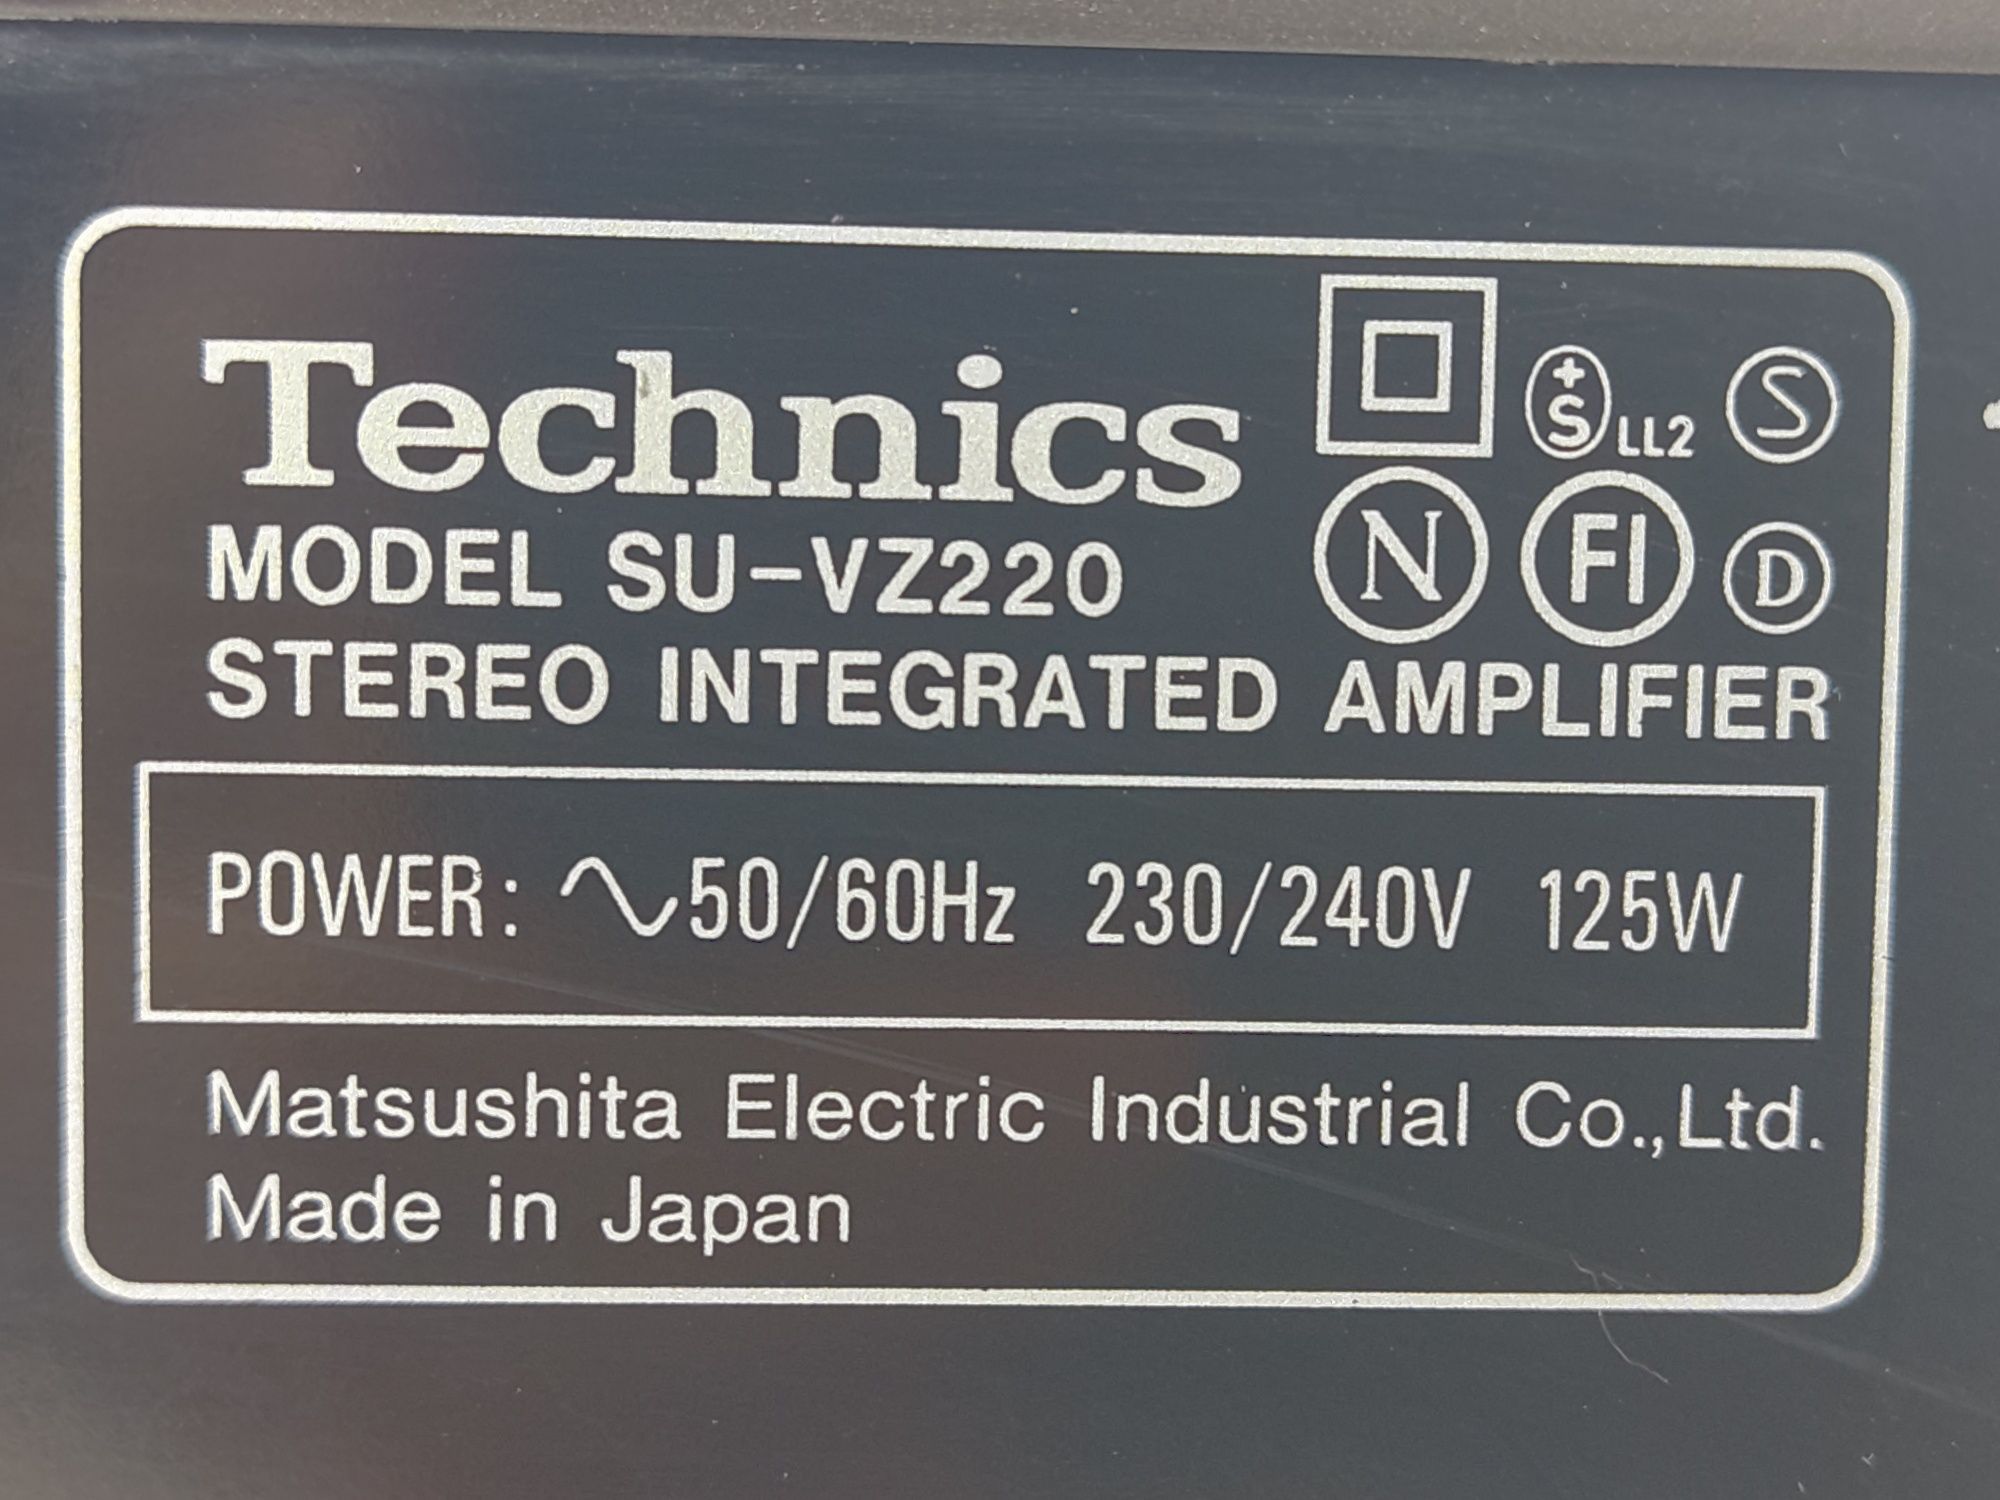 Technics
+S LL2 S
N FI D
MODEL SU-VZ220
STEREO INTEGRATED AMPLIFIER
POWER: ∿50/60Hz 230/240V 125W
Matsushita Electric Industrial Co.,Ltd.
Made in Japan